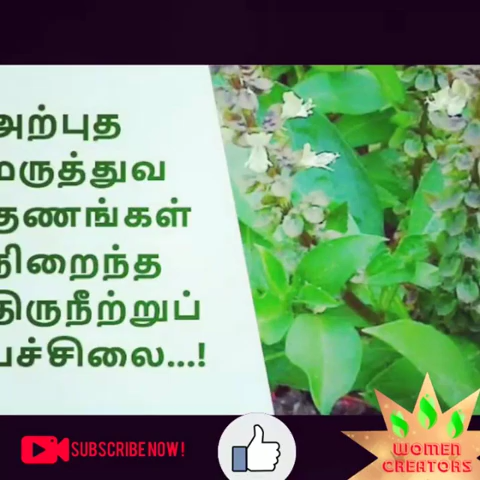 அற்புத
மருத்துவ
குணங்கள்
நிறைந்த
திருநீற்றுப்
பச்சிலை...!
SUBSCRIBE NOW!
WOMEN
CREATORS